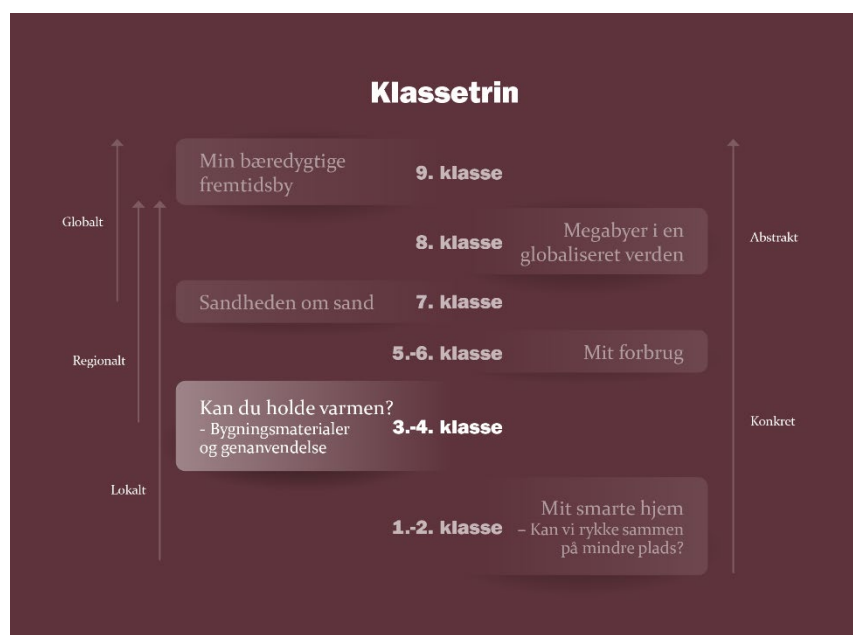 Klassetrin
Min bæredygtige
fremtidsby
9. klasse
Globalt
8. klasse
Megabyer i en
globaliseret verden
Abstrakt
Sandheden om sand
7. klasse
Regionalt
5.-6. klasse
Mit forbrug
Kan du holde varmen?
- Bygningsmaterialer
og genanvendelse
3.-4. klasse
Konkret
Lokalt
1.-2. klasse
Mit smarte hjem
– Kan vi rykke sammen
på mindre plads?